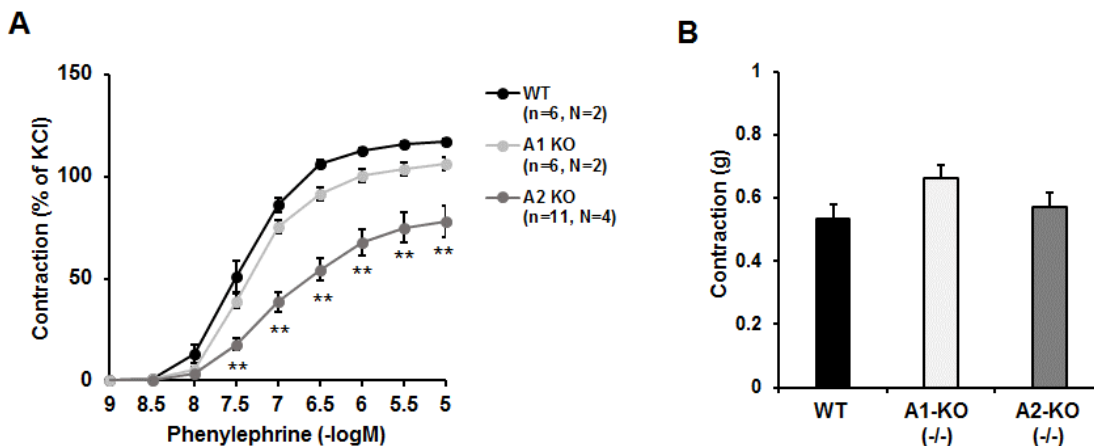 A
150
100
50
0
Contraction (% of KCl)
9 8.5 8 7.5 7 6.5 6 5.5 5
Phenylephrine (-logM)
** ** ** ** ** **
WT
(n=6, N=2)
A1 KO
(n=6, N=2)
A2 KO
(n=11, N=4)
B
1
0.8
0.6
0.4
0.2
0
Contraction (g)
WT A1-KO A2-KO
(-/-) (-/-)